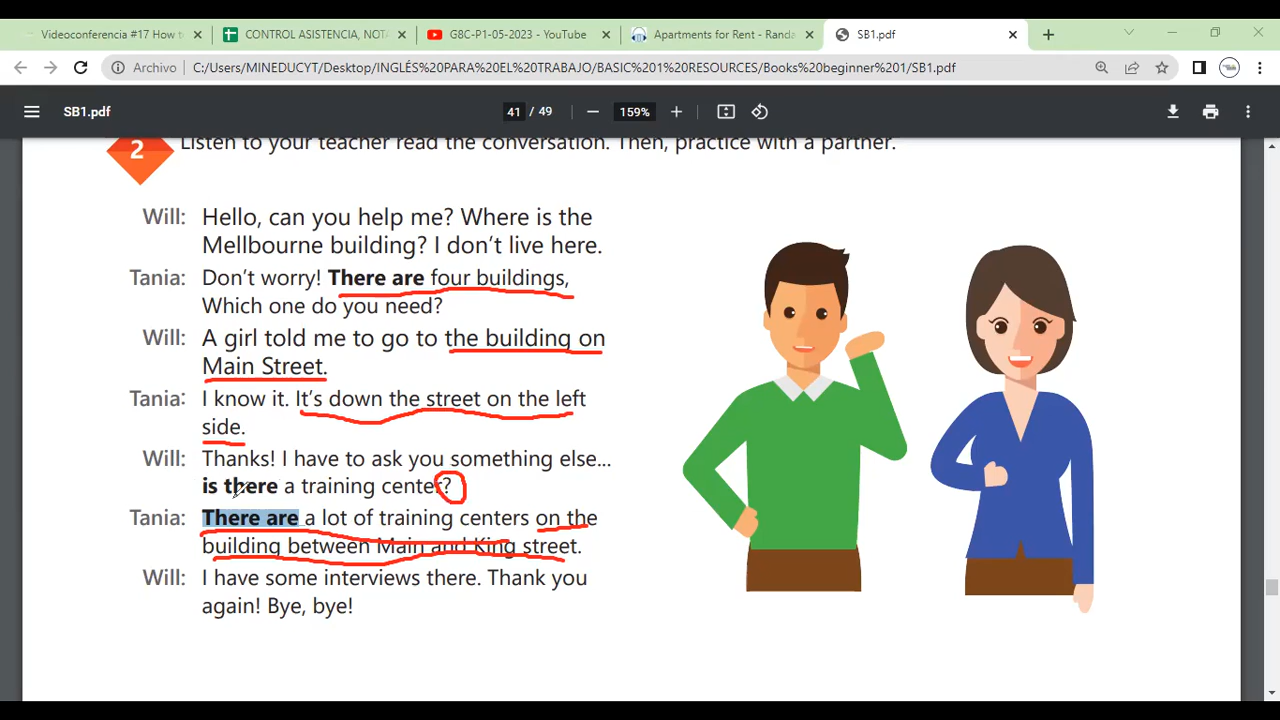 Videoconferencia #17 How to
CONTROL ASISTENCIA, NOTA
G8C-P1-05-2023 - YouTube
Apartments for Rent - Randa
SB1.pdf
Archivo
C:/Users/MINEDUCYT/Desktop/INGLÉS%20PARA%20EL%20TRABAJO/BASIC%201%20RESOURCES/Books%20beginner%201/SB1.pdf
SB1.pdf
41 / 49
159%
2
Listen to your teacher read the conversation. Then, practice with a partner.
Will: Hello, can you help me? Where is the
Mellbourne building? I don't live here.
Tania: Don't worry! There are four buildings,
Which one do you need?
Will: A girl told me to go to the building on
Main Street.
Tania: I know it. It's down the street on the left
side.
Will: Thanks! I have to ask you something else...
is there a training center?
Tania: There are a lot of training centers on the
building between Main and King street.
Will: I have some interviews there. Thank you
again! Bye, bye!